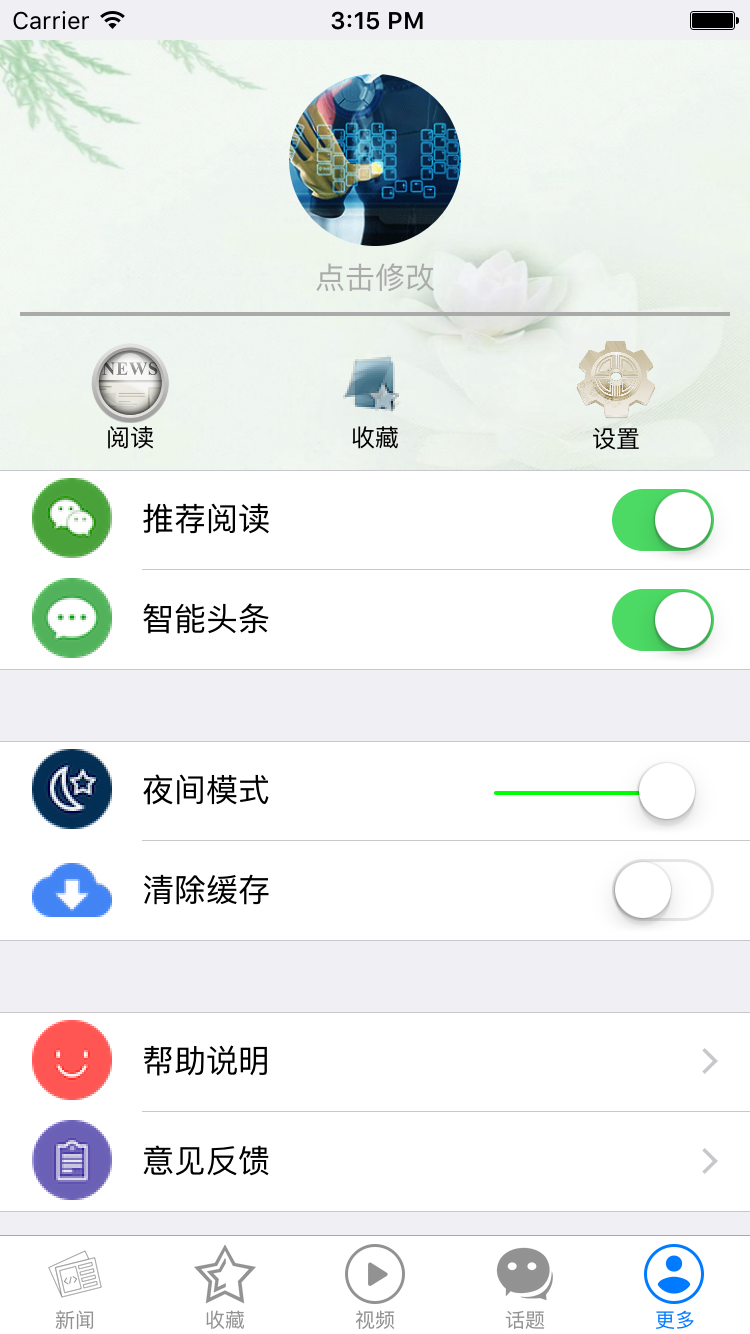 Carrier 3:15 PM
点击修改
NEWS
阅读 收藏 设置
推荐阅读
智能头条
夜间模式
清除缓存
帮助说明
意见反馈
新闻 收藏 视频 话题 更多